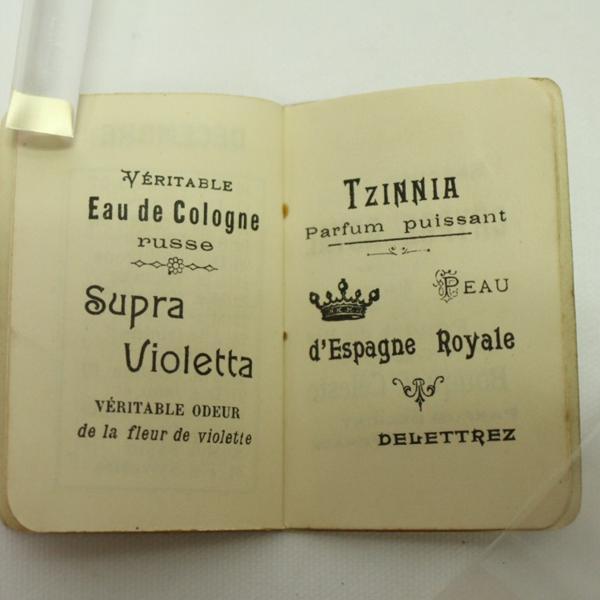 VÉRITABLE
Eau de Cologne
russe
Supra
Violetta
VÉRITABLE ODEUR
de la fleur de violette
TZINNIA
Parfum puissant
PEAU
d'Espagne Royale
DELETTREZ